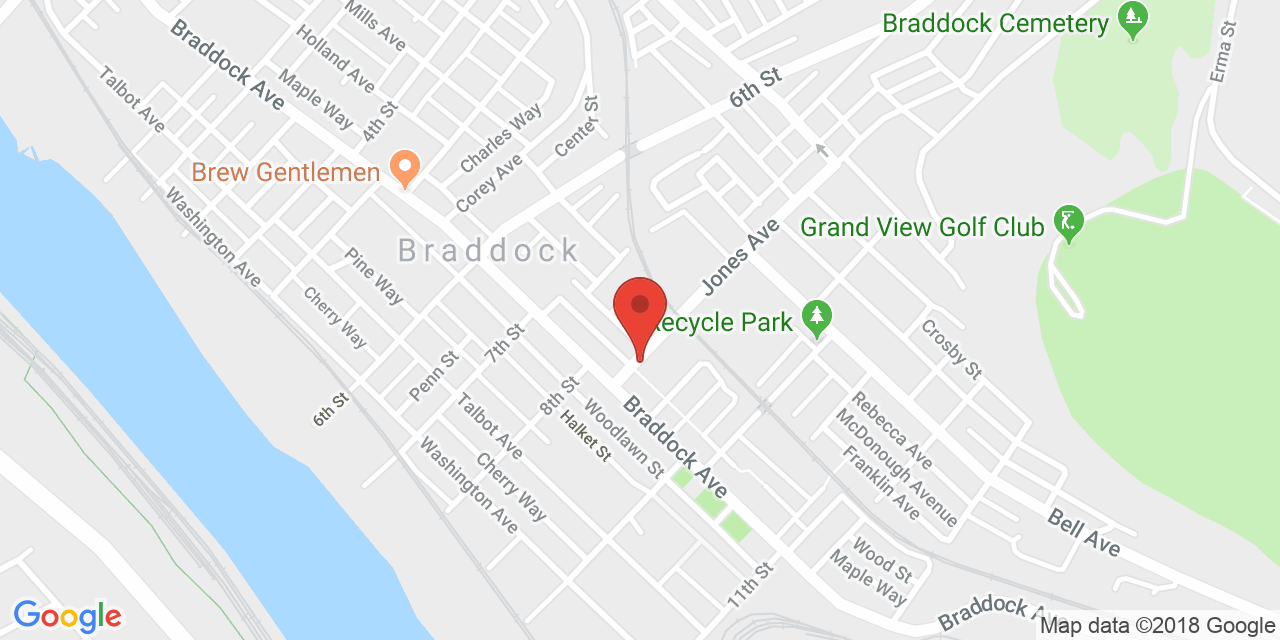 Mills Ave
Braddock Cemetery
Erma St
Holland Ave
Braddock Ave
Talbot Ave
Maple Way
4th St
6th St
Charles Way
Center St
Brew Gentlemen
Corey Ave
Washington Ave
Grand View Golf Club
Braddock
Jones Ave
Pine Way
Cherry Way
Recycle Park
7th St
Crosby St
Penn St
8th St
6th St
Talbot Ave
Halket St
Woodlawn St
Braddock Ave
Rebecca Ave
McDonough Avenue
Franklin Ave
Washington Ave
Cherry Way
Bell Ave
Wood St
Maple Way
11th St
Braddock Av
Google
Map data ©2018 Google